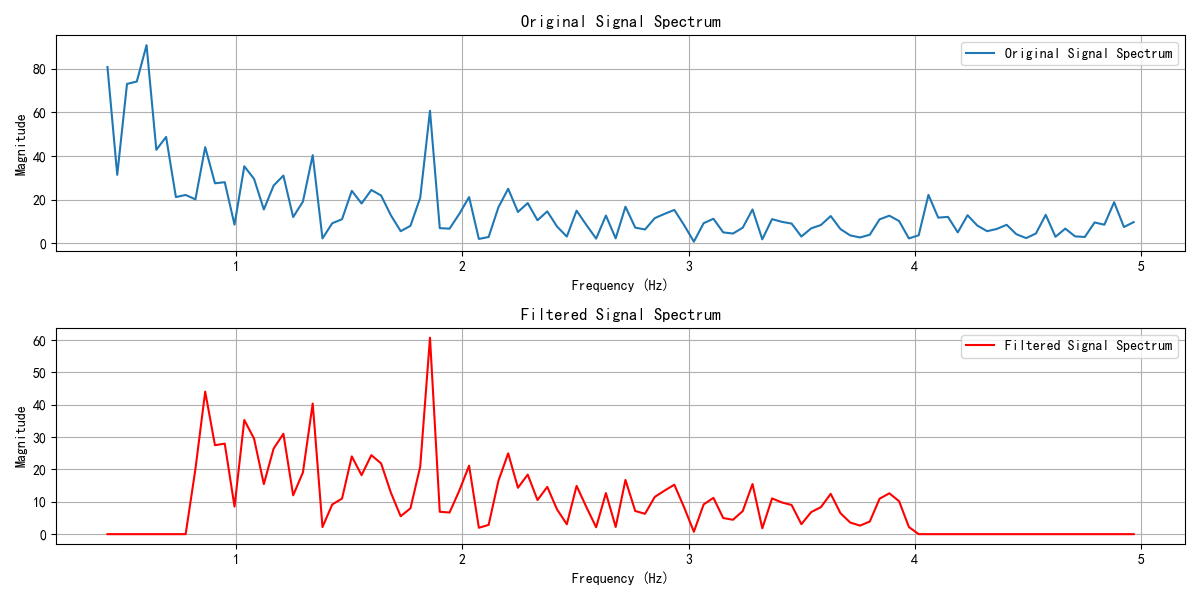 Original Signal Spectrum
Original Signal Spectrum
Magnitude
80
60
40
20
0
1 2 3 4 5
Frequency (Hz)
Filtered Signal Spectrum
Filtered Signal Spectrum
Magnitude
60
50
40
30
20
10
0
1 2 3 4 5
Frequency (Hz)